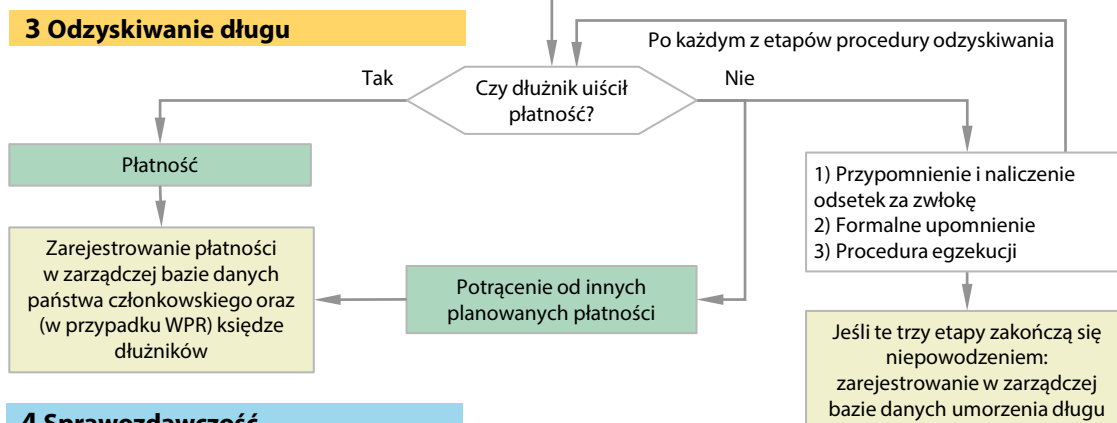 3 Odzyskiwanie długu
Po każdym z etapów procedury odzyskiwania
Tak
Czy dłużnik uiścił
płatność?
Nie
Płatność
1) Przypomnienie i naliczenie
odsetek za zwłokę
2) Formalne upomnienie
3) Procedura egzekucji
Zarejestrowanie płatności
w zarządczej bazie danych
państwa członkowskiego oraz
(w przypadku WPR) księdze
dłużników
Potrącenie od innych
planowanych płatności
Jeśli te trzy etapy zakończą się
niepowodzeniem:
zarejestrowanie w zarządczej
bazie danych umorzenia długu
4 Sprawozdawczość